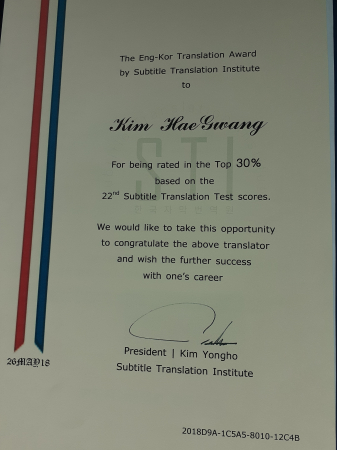 The Eng-Kor Translation Award
by Subtitle Translation Institute
to
Kim HaeGwang
For being rated in the Top 30%
based on the
22nd Subtitle Translation Test scores.
We would like to take this opportunity
to congratulate the above translator
and wish the further success
with one's career
President | Kim Yongho
26MAY18
Subtitle Translation Institute
2018D9A-1C5A5-8010-12C4B